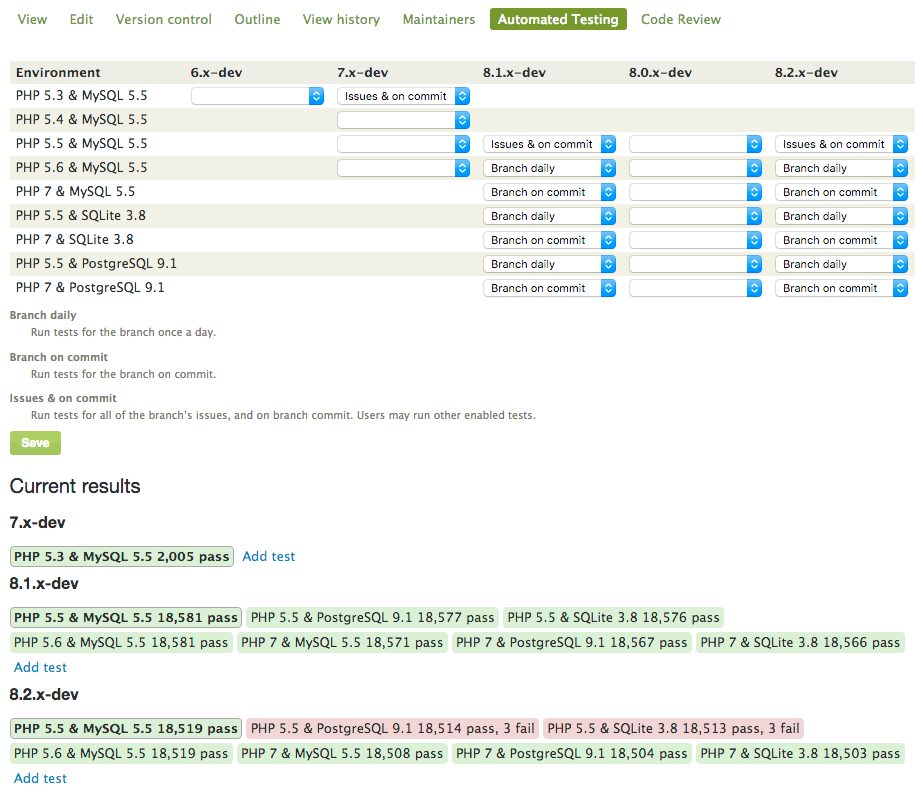 View Edit Version control Outline View history Maintainers Automated Testing Code Review
Environment 6.x-dev 7.x-dev 8.1.x-dev 8.0.x-dev 8.2.x-dev
PHP 5.3 & MySQL 5.5 Issues & on commit
PHP 5.4 & MySQL 5.5
PHP 5.5 & MySQL 5.5 Issues & on commit Issues & on commit
PHP 5.6 & MySQL 5.5 Branch daily Branch daily
PHP 7 & MySQL 5.5 Branch on commit Branch on commit
PHP 5.5 & SQLite 3.8 Branch daily Branch daily
PHP 7 & SQLite 3.8 Branch on commit Branch on commit
PHP 5.5 & PostgreSQL 9.1 Branch daily Branch daily
PHP 7 & PostgreSQL 9.1 Branch on commit Branch on commit
Branch daily
Run tests for the branch once a day.
Branch on commit
Run tests for the branch on commit.
Issues & on commit
Run tests for all of the branch's issues, and on branch commit. Users may run other enabled tests.
Save
Current results
7.x-dev
PHP 5.3 & MySQL 5.5 2,005 pass Add test
8.1.x-dev
PHP 5.5 & MySQL 5.5 18,581 pass PHP 5.5 & PostgreSQL 9.1 18,577 pass PHP 5.5 & SQLite 3.8 18,576 pass
PHP 5.6 & MySQL 5.5 18,581 pass PHP 7 & MySQL 5.5 18,571 pass PHP 7 & PostgreSQL 9.1 18,567 pass PHP 7 & SQLite 3.8 18,566 pass
Add test
8.2.x-dev
PHP 5.5 & MySQL 5.5 18,519 pass PHP 5.5 & PostgreSQL 9.1 18,514 pass, 3 fail PHP 5.5 & SQLite 3.8 18,513 pass, 3 fail
PHP 5.6 & MySQL 5.5 18,519 pass PHP 7 & MySQL 5.5 18,508 pass PHP 7 & PostgreSQL 9.1 18,504 pass PHP 7 & SQLite 3.8 18,503 pass
Add test